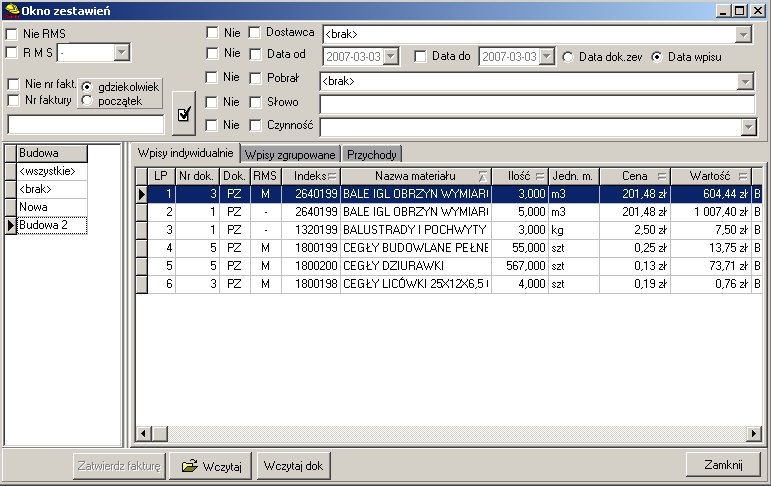 Okno zestawień
Nie RMS
R M S -
Nie nr fakt.
Nr faktury
gdziekolwiek
początek
Nie Dostawca <brak>
Nie Data od 2007-03-03 Data do 2007-03-03 Data dok.zew Data wpisu
Nie Pobrał <brak>
Nie Słowo
Nie Czynność
Budowa
<wszystkie>
<brak>
Nowa
Budowa 2
Wpisy indywidualnie Wpisy zgrupowane Przychody
LP Nr dok. Dok. RMS Indeks Nazwa materiału Ilość Jedn. m. Cena Wartość
1 3 PZ M 2640199 BALE IGL OBRZYN WYMIAR 3,000 m3 201,48 zł 604,44 zł B
2 1 PZ - 2640199 BALE IGL OBRZYN WYMIAR 5,000 m3 201,48 zł 1 007,40 zł B
3 1 PZ - 1320199 BALUSTRADY I POCHWYTY 3,000 kg 2,50 zł 7,50 zł B
4 5 PZ M 1800199 CEGŁY BUDOWLANE PEŁNE 55,000 szt 0,25 zł 13,75 zł B
5 5 PZ M 1800200 CEGŁY DZIURAWKI 567,000 szt 0,13 zł 73,71 zł B
6 3 PZ M 1800198 CEGŁY LICÓWKI 25X12X6,5 4,000 szt 0,19 zł 0,76 zł B
Zatwierdz fakturę Wczytaj Wczytaj dok Zamknij